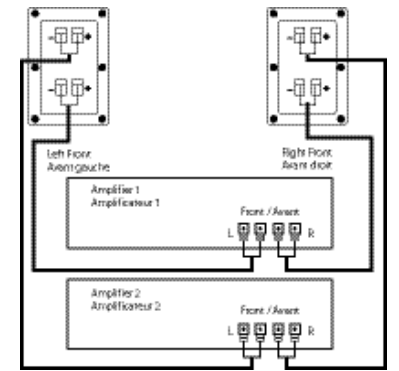 - +
- +
- +
- +
Left Front
Avant gauche
Right Front
Avant droit
Amplifier 1
Amplificateur 1
Front / Avant
L R
Amplifier 2
Amplificateur 2
Front / Avant
L R